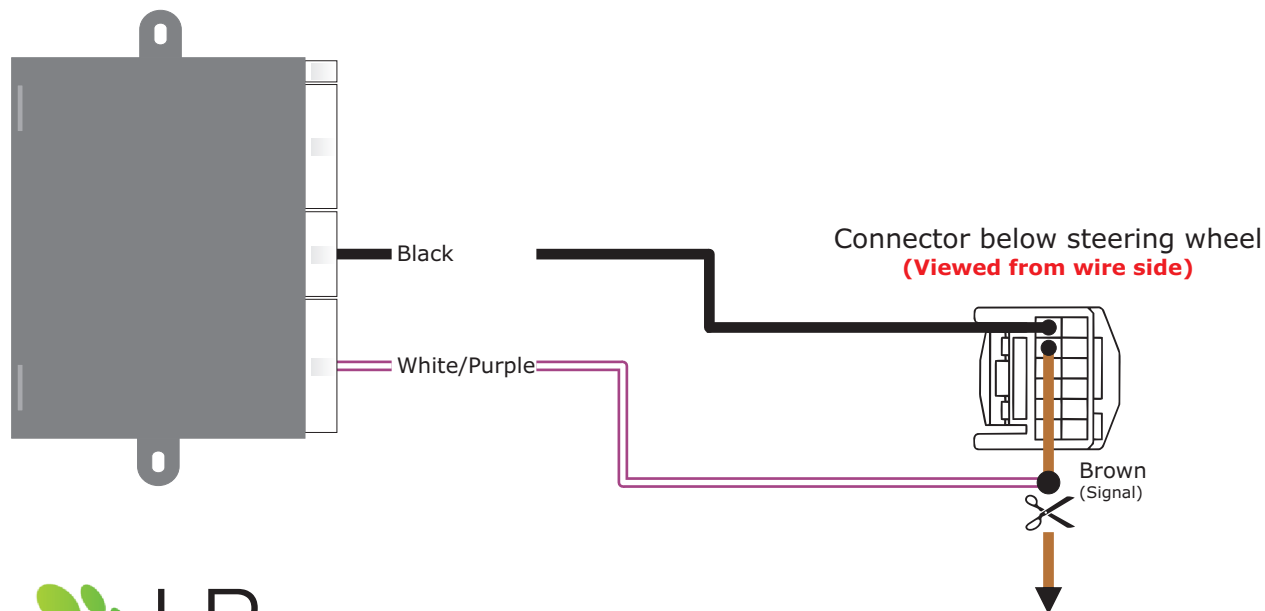 Connector below steering wheel
(Viewed from wire side)
Black
White/Purple
Brown
(Signal)